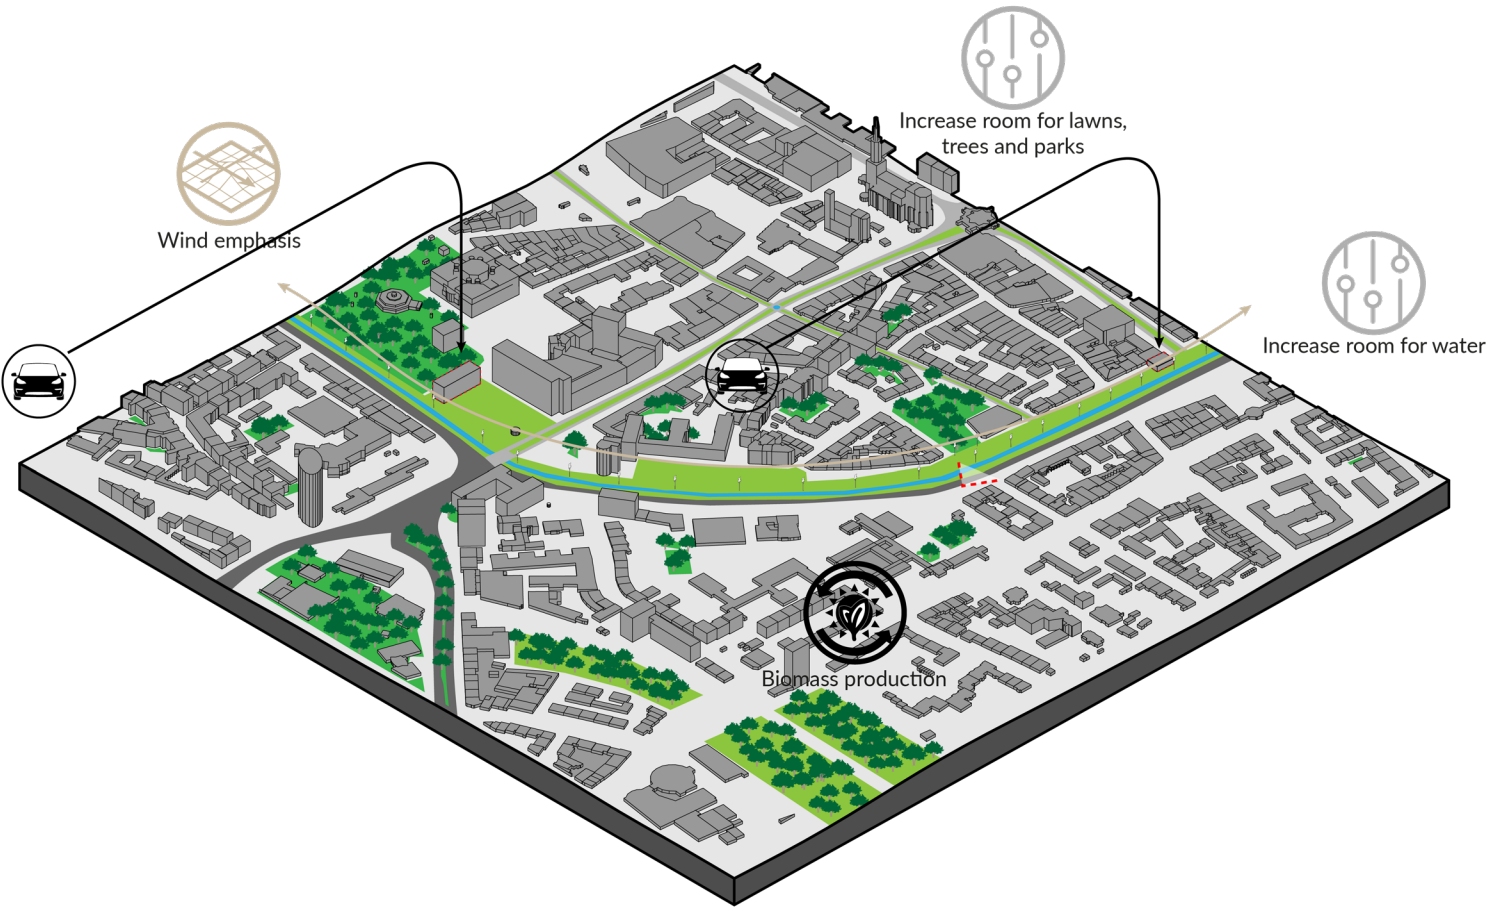 Increase room for lawns,
trees and parks
Wind emphasis
Increase room for water
Biomass production